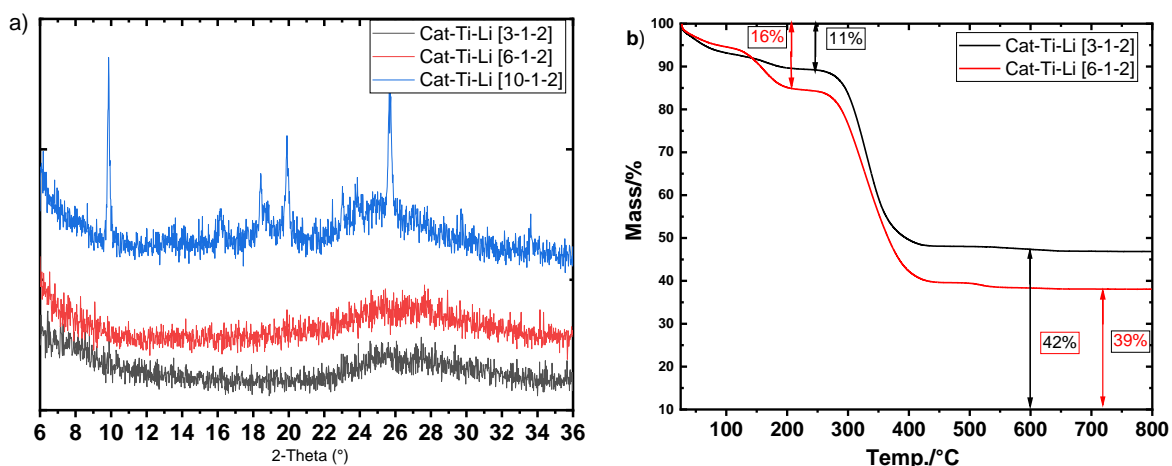 a)
Cat-Ti-Li [3-1-2]
Cat-Ti-Li [6-1-2]
Cat-Ti-Li [10-1-2]
6 8 10 12 14 16 18 20 22 24 26 28 30 32 34 36
2-Theta (°)
b)
16%
11%
Cat-Ti-Li [3-1-2]
Cat-Ti-Li [6-1-2]
100
90
80
70
60
50
40
30
20
10
Mass/%
42%
39%
100 200 300 400 500 600 700 800
Temp./°C